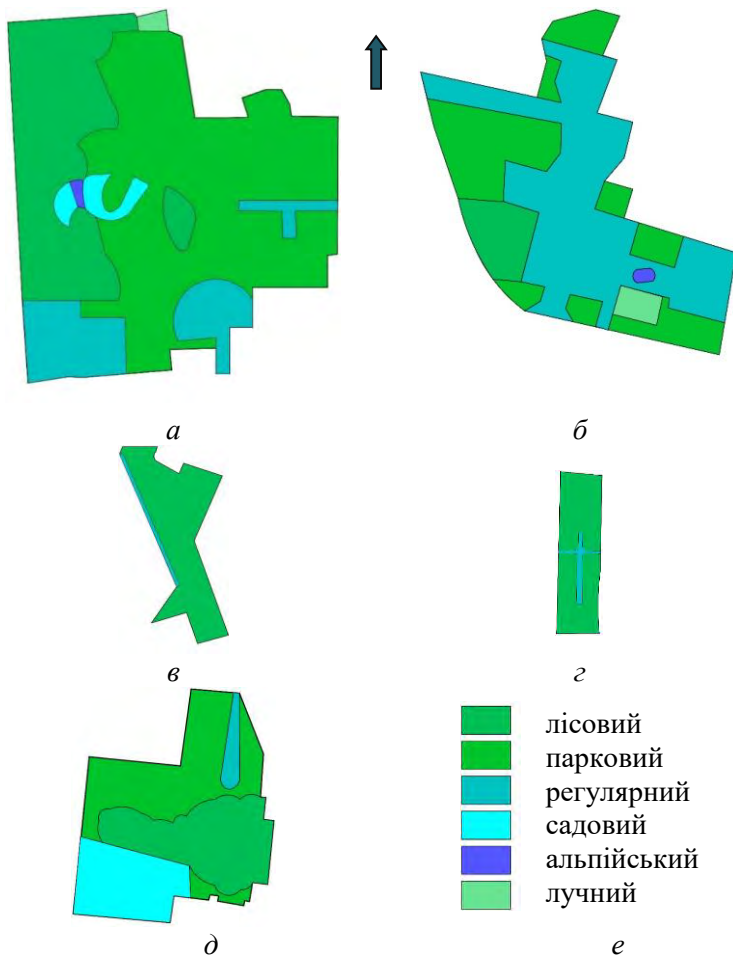 а
б
в
г
д
е
лісовий
парковий
регулярний
садовий
альпійський
лучний